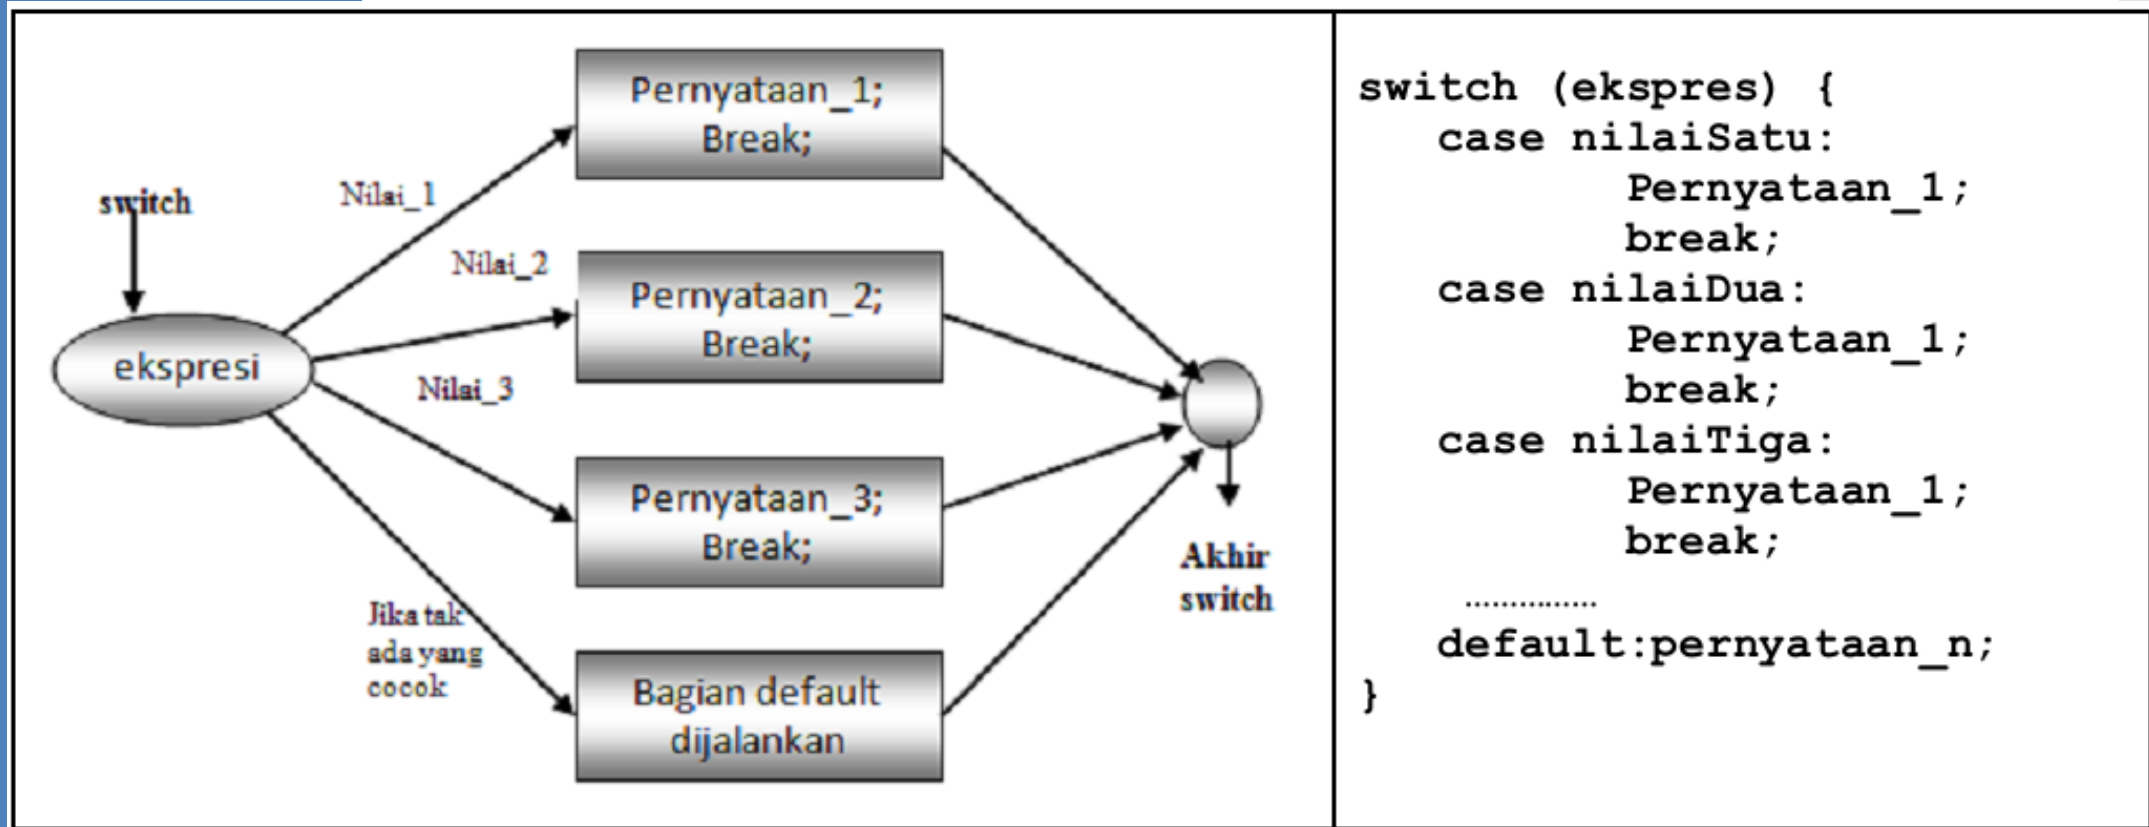 switch
ekspresi
Nilai_1
Nilai_2
Nilai_3
Jika tak
ada yang
cocok
Pernyataan_1;
Break;
Pernyataan_2;
Break;
Pernyataan_3;
Break;
Bagian default
dijalankan
Akhir
switch
switch (ekspres) {
case nilaiSatu:
Pernyataan_1;
break;
case nilaiDua:
Pernyataan_1;
break;
case nilaiTiga:
Pernyataan_1;
break;
...............
default:pernyataan_n;
}